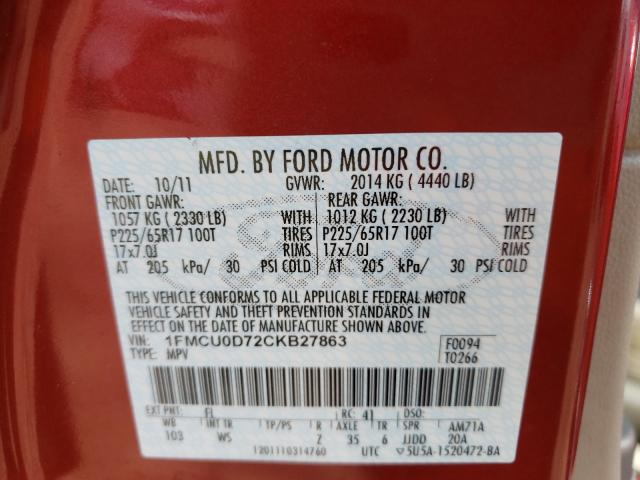 MFD. BY FORD MOTOR CO.
DATE: 10/11 GVWR: 2014 KG ( 4440 LB)
FRONT GAWR: REAR GAWR:
1057 KG ( 2330 LB) WITH 1012 KG ( 2230 LB) WITH
P225/65R17 100T TIRES P225/65R17 100T TIRES
17x7.0J RIMS 17x7.0J RIMS
AT 205 kPa/ 30 PSI COLD AT 205 kPa/ 30 PSI COLD
THIS VEHICLE CONFORMS TO ALL APPLICABLE FEDERAL MOTOR
VEHICLE SAFETY AND THEFT PREVENTION STANDARDS IN
EFFECT ON THE DATE OF MANUFACTURE SHOWN ABOVE.
VIN: 1FMCU0D72CKB27863 F0094
TYPE: MPV T0266
EXT PNT: FL RC: 41 DSO:
WB INT TR TP/PS R AXLE TR SPR AM71A
103 WS Z 35 6 JJDD 20A
1201110314760 UTC ▽5U5A-1520472-BA